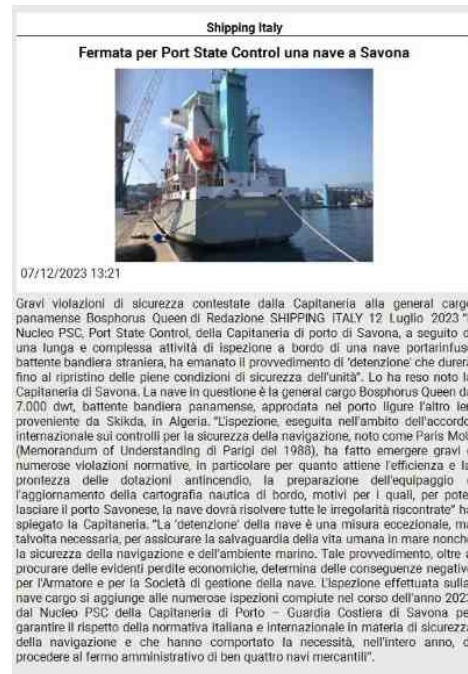 Shipping Italy
Fermata per Port State Control una nave a Savona
07/12/2023 13:21
Gravi violazioni di sicurezza contestate dalla Capitaneria alla general cargo
panamense Bosphorus Queen di Redazione SHIPPING ITALY 12 Luglio 2023
Nucleo PSC, Port State Control, della Capitaneria di porto di Savona, a seguito
una lunga e complessa attività di ispezione a bordo di una nave portarinfuse
battente bandiera straniera, ha emanato il provvedimento di 'detenzione' che durerà
fino al ripristino delle piene condizioni di sicurezza dell'unità". Lo ha reso noto la
Capitaneria di Savona. La nave in questione è la general cargo Bosphorus Queen da
7.000 dwt, battente bandiera panamense, approdata nel porto ligure l'altro ieri
proveniente da Skikda, in Algeria. "L'ispezione, eseguita nell'ambito dell'accordo
internazionale sui controlli per la sicurezza della navigazione, noto come Paris MoU
(Memorandum of Understanding di Parigi del 1988), ha fatto emergere gravi e
numerose violazioni normative, in particolare per quanto attiene l'efficienza e la
prontezza delle dotazioni antincendio, la preparazione dell'equipaggio e
l'aggiornamento della cartografia nautica di bordo, motivi per i quali, per poter
lasciare il porto Savonese, la nave dovrà risolvere tutte le irregolarità riscontrate" ha
spiegato la Capitaneria. "La 'detenzione' della nave è una misura eccezionale, ma
talvolta necessaria, per assicurare la salvaguardia della vita umana in mare nonché
la sicurezza della navigazione e dell'ambiente marino. Tale provvedimento, oltre a
procurare delle evidenti perdite economiche, determina delle conseguenze negative
per l'Armatore e per la Società di gestione della nave. L'ispezione effettuata sulla
nave cargo si aggiunge alle numerose ispezioni compiute nel corso dell'anno 2023
dal Nucleo PSC della Capitaneria di Porto – Guardia Costiera di Savona per
garantire il rispetto della normativa italiana e internazionale in materia di sicurezza
della navigazione e che hanno comportato la necessità, nell'intero anno, di
procedere al fermo amministrativo di ben quattro navi mercantili".